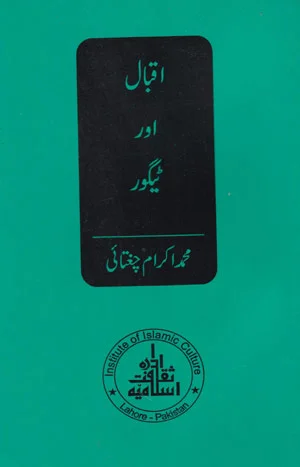 اقبال
اور
ٹیگور
محمد اکرام چغتائی
Institute of Islamic Culture
ادارہ
ثقافت
اسلامیہ
Lahore - Pakistan